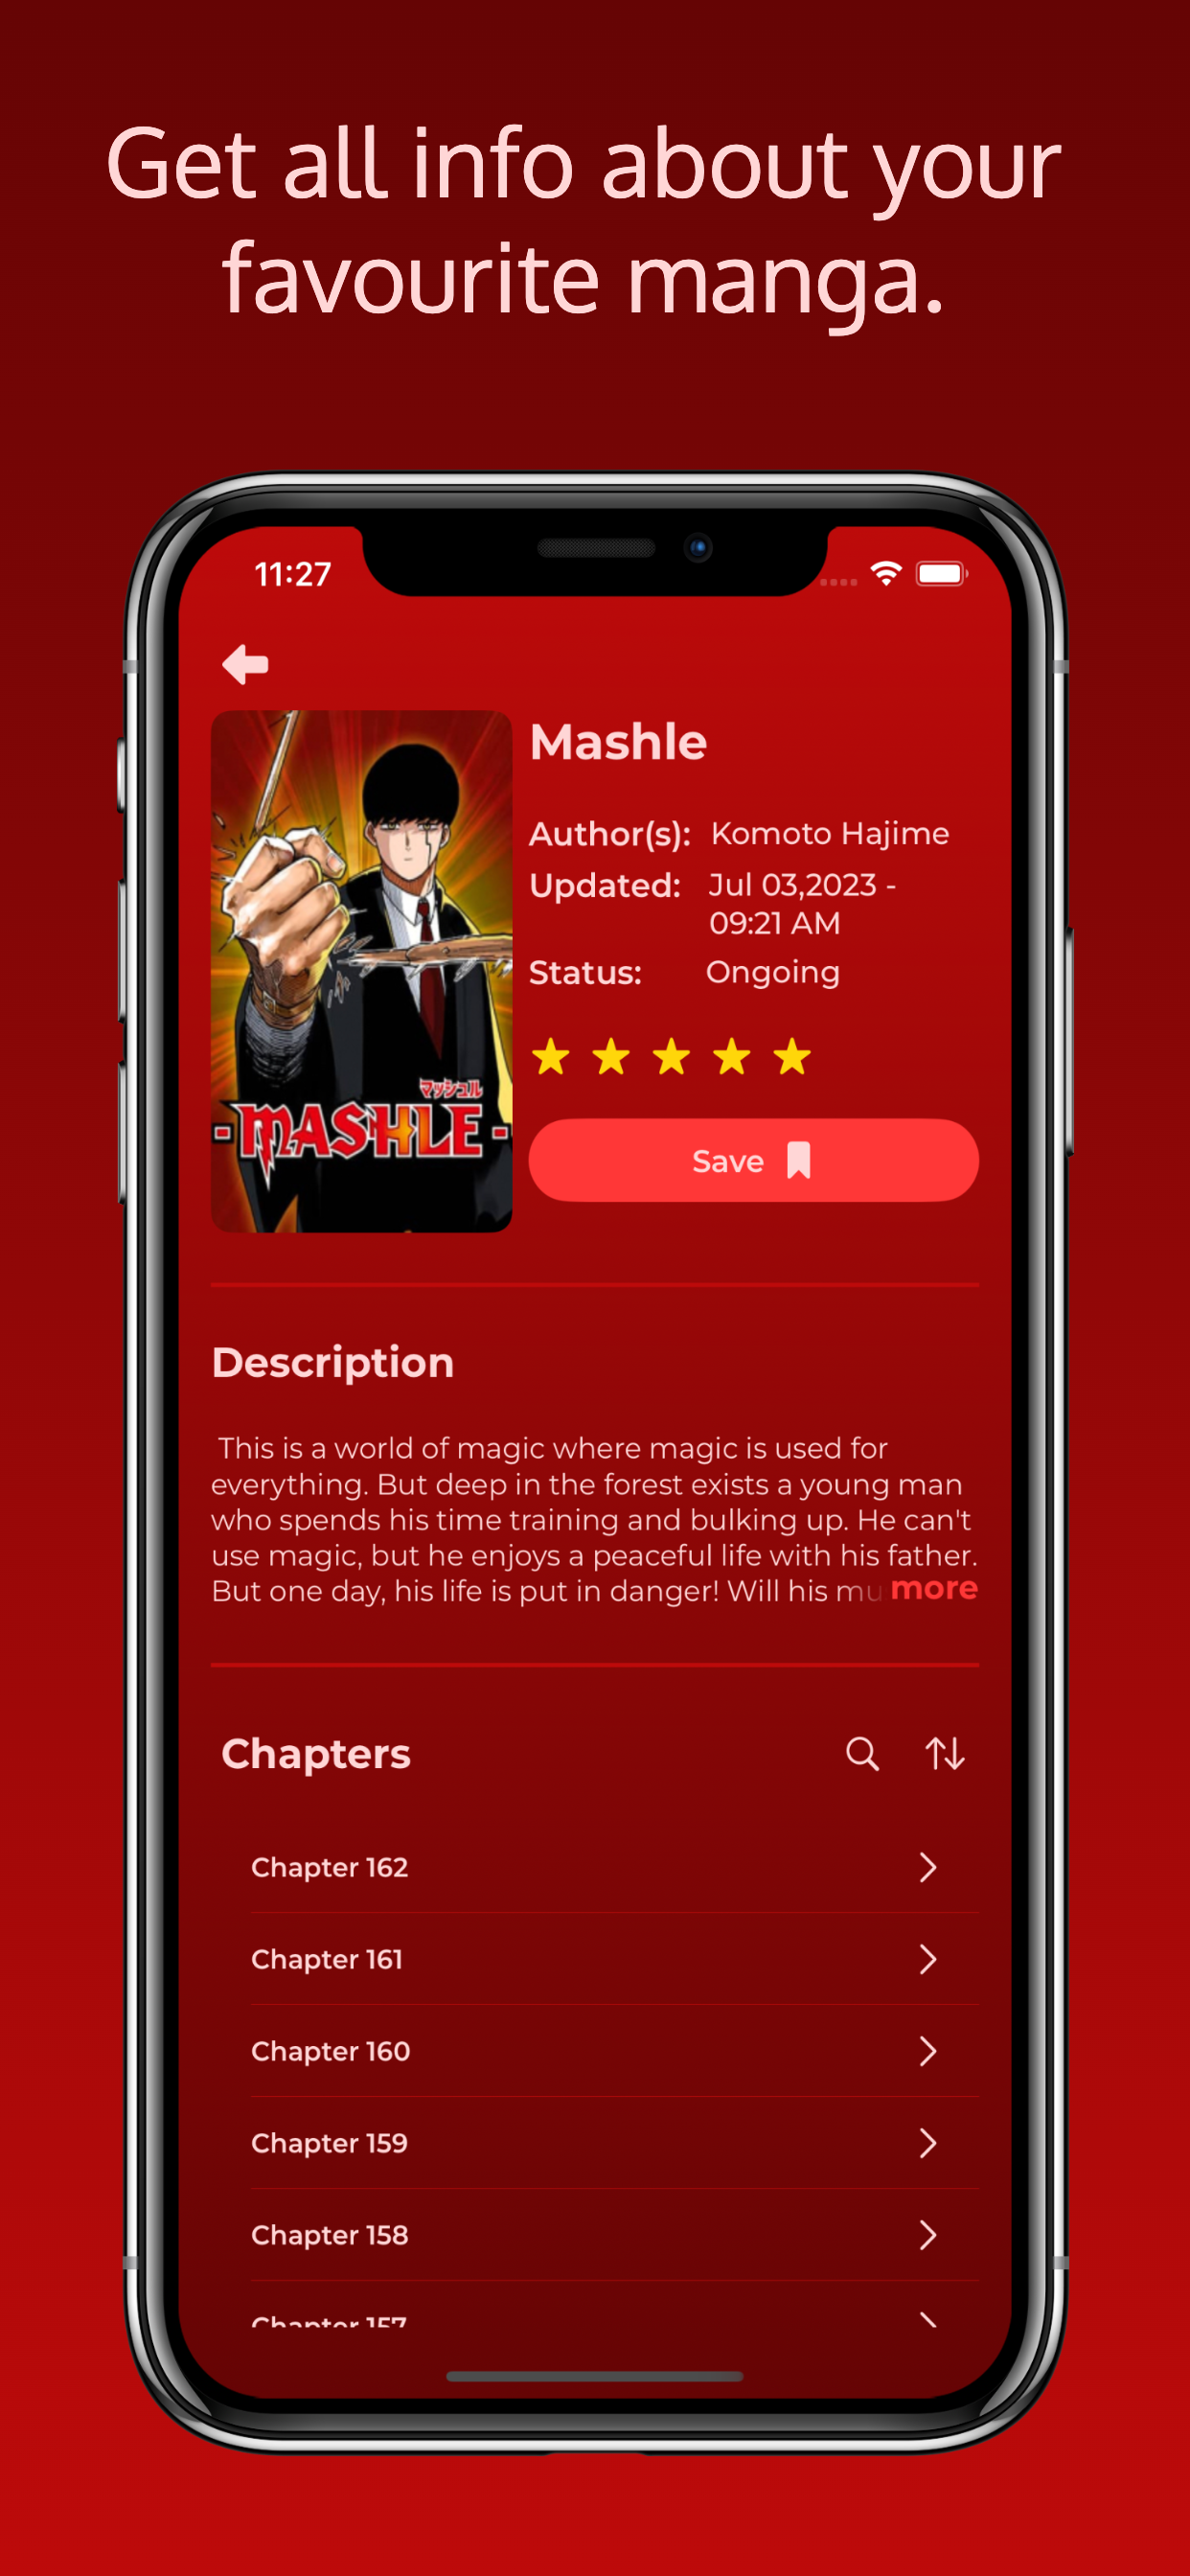 Get all info about your
favourite manga.
11:27
Mashle
Author(s): Komoto Hajime
Updated: Jul 03,2023 -
09:21 AM
Status: Ongoing
マッシュル
-MASHLE-
Save
Description
This is a world of magic where magic is used for
everything. But deep in the forest exists a young man
who spends his time training and bulking up. He can't
use magic, but he enjoys a peaceful life with his father.
But one day, his life is put in danger! Will his mu more
Chapters
Chapter 162
Chapter 161
Chapter 160
Chapter 159
Chapter 158
Chapter 157